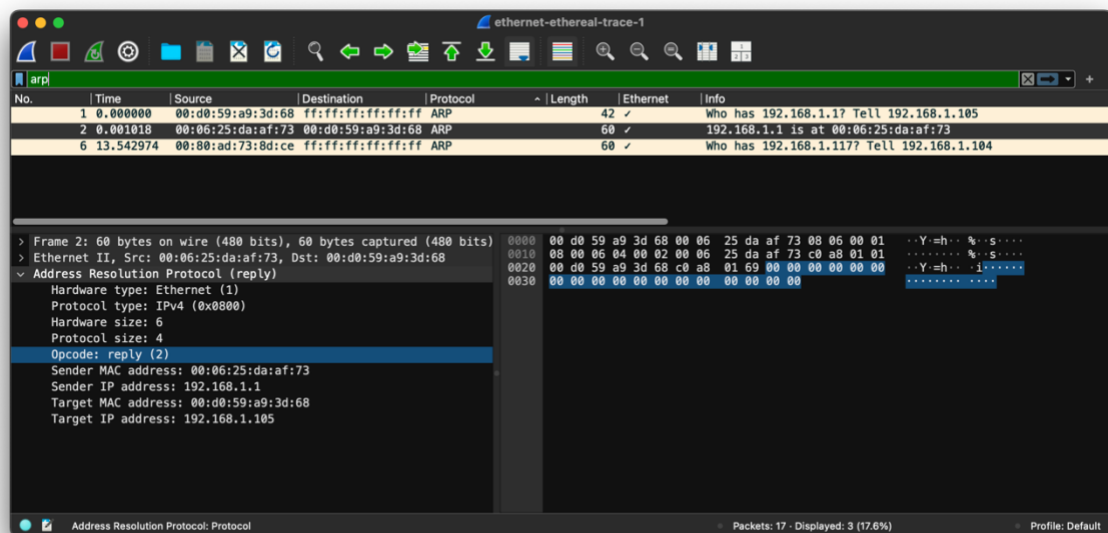 ethernet-ethereal-trace-1
arp
No. Time Source Destination Protocol Length Ethernet Info
1 0.000000 00:d0:59:a9:3d:68 ff:ff:ff:ff:ff:ff ARP 42 ✓ Who has 192.168.1.1? Tell 192.168.1.105
2 0.001018 00:06:25:da:af:73 00:d0:59:a9:3d:68 ARP 60 ✓ 192.168.1.1 is at 00:06:25:da:af:73
6 13.542974 00:80:ad:73:8d:ce ff:ff:ff:ff:ff:ff ARP 60 ✓ Who has 192.168.1.117? Tell 192.168.1.104
> Frame 2: 60 bytes on wire (480 bits), 60 bytes captured (480 bits)
> Ethernet II, Src: 00:06:25:da:af:73, Dst: 00:d0:59:a9:3d:68
Address Resolution Protocol (reply)
Hardware type: Ethernet (1)
Protocol type: IPv4 (0x0800)
Hardware size: 6
Protocol size: 4
Opcode: reply (2)
Sender MAC address: 00:06:25:da:af:73
Sender IP address: 192.168.1.1
Target MAC address: 00:d0:59:a9:3d:68
Target IP address: 192.168.1.105
0000 00 d0 59 a9 3d 68 00 06 25 da af 73 08 06 00 01 ··Y·=h·· %··s····
0010 08 00 06 04 00 02 00 06 25 da af 73 c0 a8 01 01 ········ %··s····
0020 00 d0 59 a9 3d 68 c0 a8 01 69 00 00 00 00 00 00 ··Y·=h·· ·i······
0030 00 00 00 00 00 00 00 00 00 00 00 00 ········ ····
Address Resolution Protocol: Protocol
Packets: 17 · Displayed: 3 (17.6%)
Profile: Default